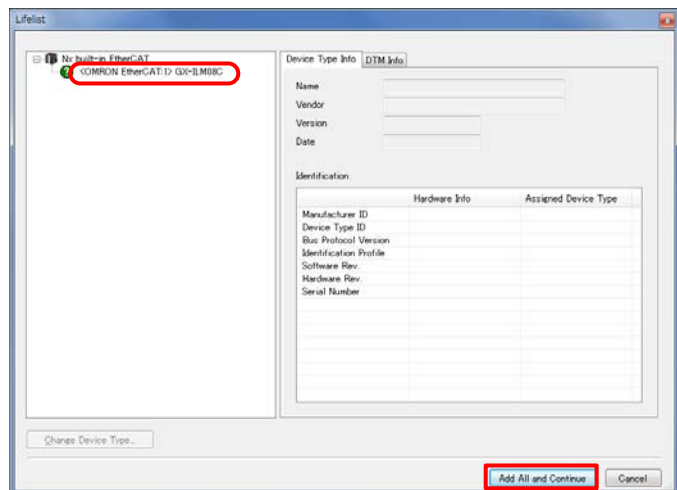 Lifelist
Nx built-in EtherCAT
<OMRON EtherCAT:1> GX-ILM08C
Device Type Info DTM Info
Name
Vendor
Version
Date
Identification
Hardware Info Assigned Device Type
Manufacturer ID
Device Type ID
Bus Protocol Version
Identification Profile
Software Rev.
Hardware Rev.
Serial Number
Change Device Type...
Add All and Continue Cancel